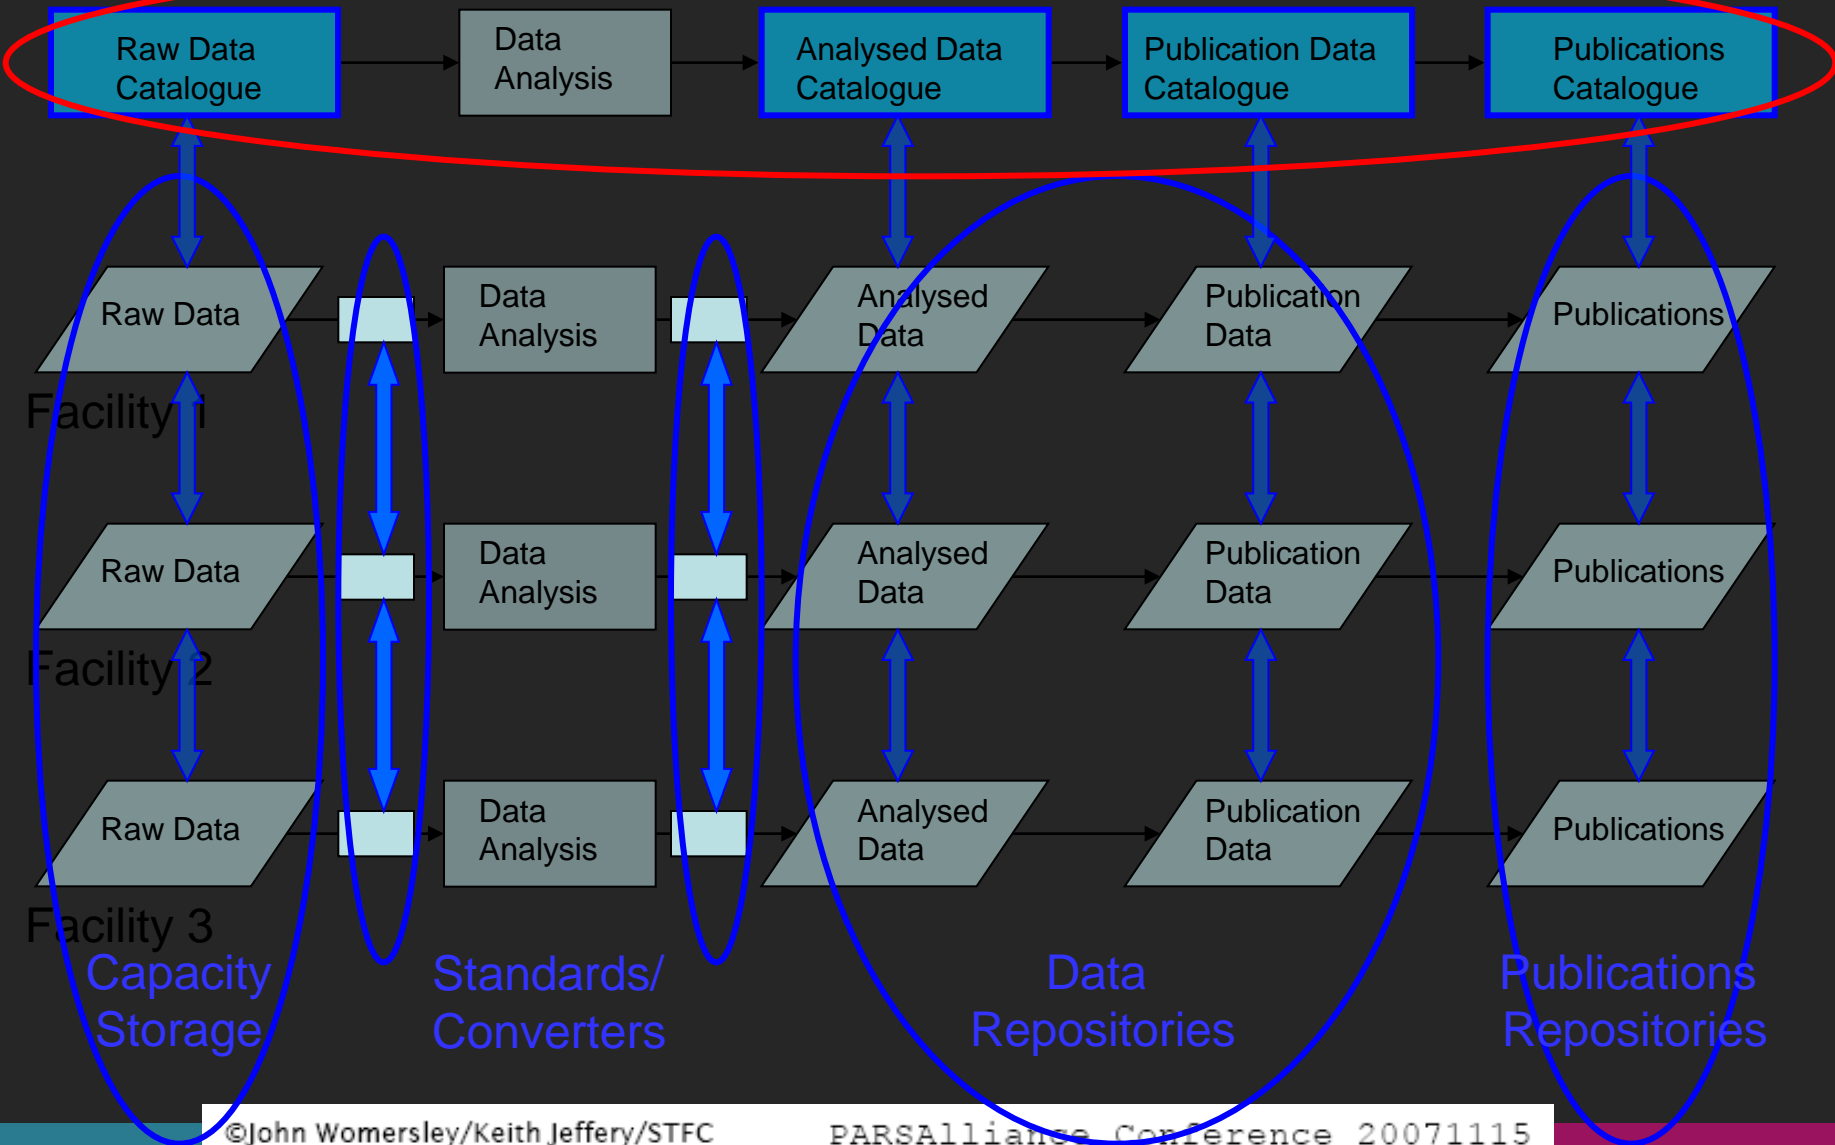 Raw Data
Catalogue
Data
Analysis
Analysed Data
Catalogue
Publication Data
Catalogue
Publications
Catalogue
Raw Data
Data
Analysis
Analysed
Data
Publication
Data
Publications
Facility 1
Raw Data
Data
Analysis
Analysed
Data
Publication
Data
Publications
Facility 2
Raw Data
Data
Analysis
Analysed
Data
Publication
Data
Publications
Facility 3
Capacity
Storage
Standards/
Converters
Data
Repositories
Publications
Repositories
©John Womersley/Keith Jeffery/STFC
PARSAlliance Conference 20071115